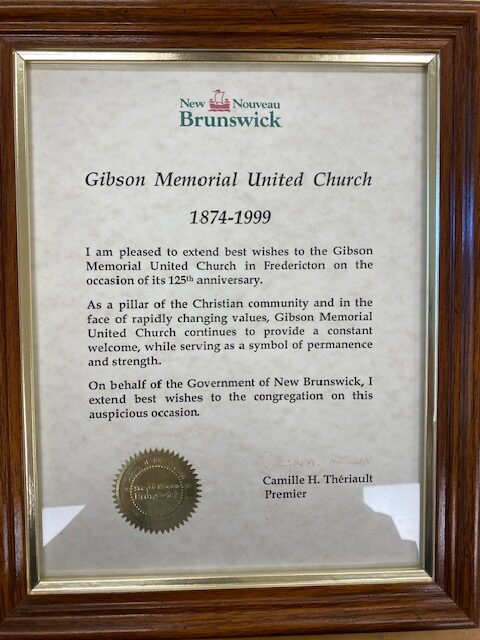 New Nouveau
Brunswick
Gibson Memorial United Church
1874-1999
I am pleased to extend best wishes to the Gibson
Memorial United Church in Fredericton on the
occasion of its 125th anniversary.
As a pillar of the Christian community and in the
face of rapidly changing values, Gibson Memorial
United Church continues to provide a constant
welcome, while serving as a symbol of permanence
and strength.
On behalf of the Government of New Brunswick, I
extend best wishes to the congregation on this
auspicious occasion.
Camille H. Thériault
Premier